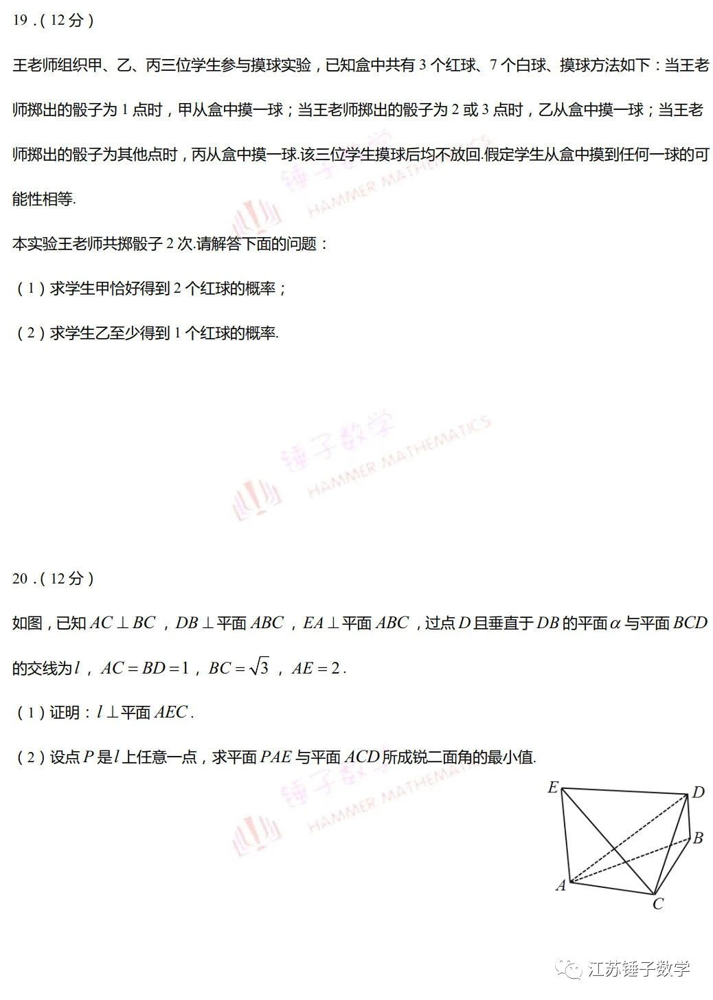 19．（12分）
王老师组织甲、乙、丙三位学生参与摸球实验，已知盒中共有3个红球、7个白球、摸球方法如下：当王老
师掷出的骰子为1点时，甲从盒中摸一球；当王老师掷出的骰子为2或3点时，乙从盒中摸一球；当王老
师掷出的骰子为其他点时，丙从盒中摸一球.该三位学生摸球后均不放回.假定学生从盒中摸到任何一球的可
能性相等.
本实验王老师共掷骰子2次.请解答下面的问题：
（1）求学生甲恰好得到2个红球的概率；
（2）求学生乙至少得到1个红球的概率.
锤子数学
HAMMER MATHEMATICS
锤子数学
HAMMER MATHEMATICS
20．（12分）
如图，已知AC⊥BC，DB⊥平面ABC，EA⊥平面ABC，过点D且垂直于DB的平面α与平面BCD
的交线为l，AC=BD=1，BC=√3，AE=2.
（1）证明：l⊥平面AEC.
（2）设点P是l上任意一点，求平面PAE与平面ACD所成锐二面角的最小值.
锤子数学
HAMMER MATHEMATICS
E
D
B
A
C
江苏锤子数学